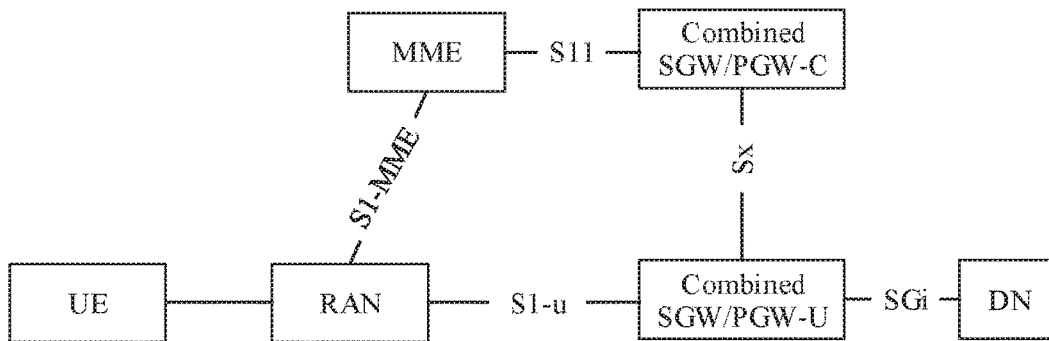 MME
S11
Combined
SGW/PGW-C
S1-MME
Sx
UE
RAN
S1-u
Combined
SGW/PGW-U
SGi
DN